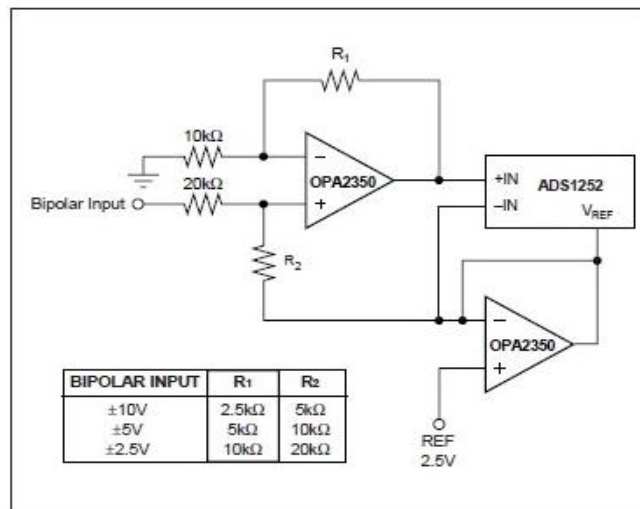 R1
10kΩ
20kΩ
Bipolar Input
−
+
OPA2350
R2
+IN
−IN
ADS1252
VREF
−
+
OPA2350
REF
2.5V
BIPOLAR INPUT R1 R2
±10V 2.5kΩ 5kΩ
±5V 5kΩ 10kΩ
±2.5V 10kΩ 20kΩ